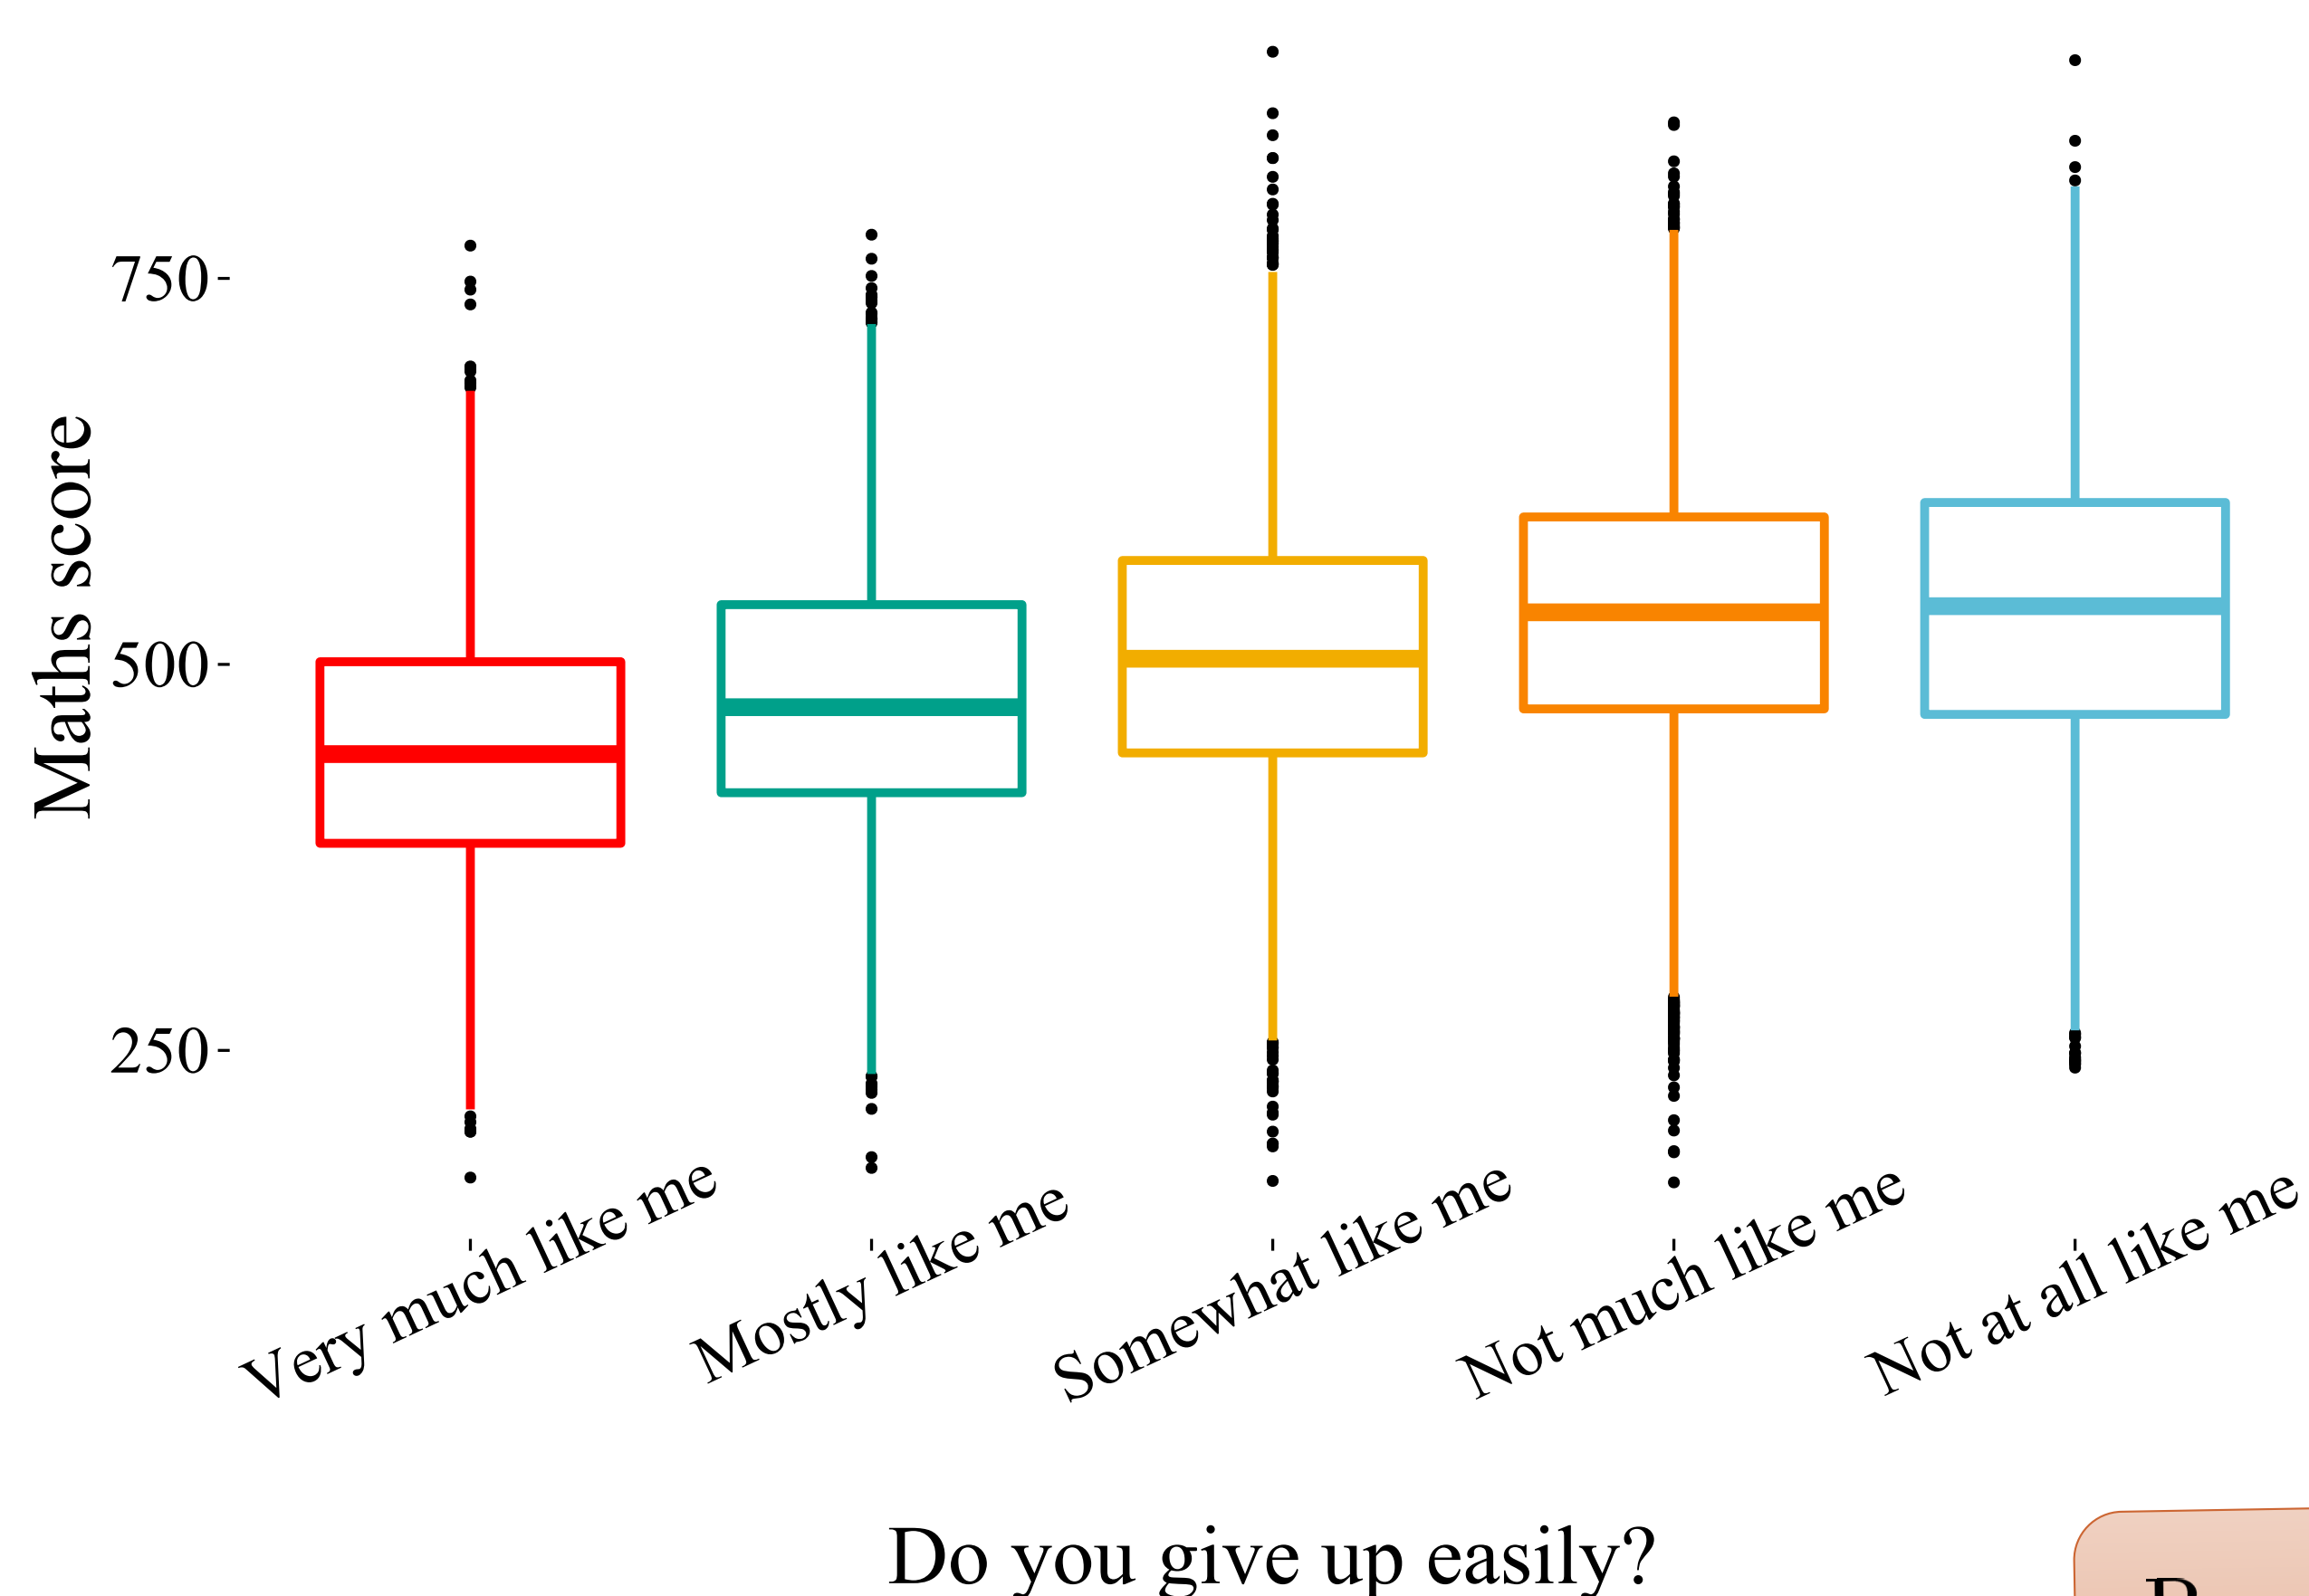 Maths score
750
500
250
Very much like me
Mostly like me
Somewhat like me
Not much like me
Not at all like me
Do you give up easily?